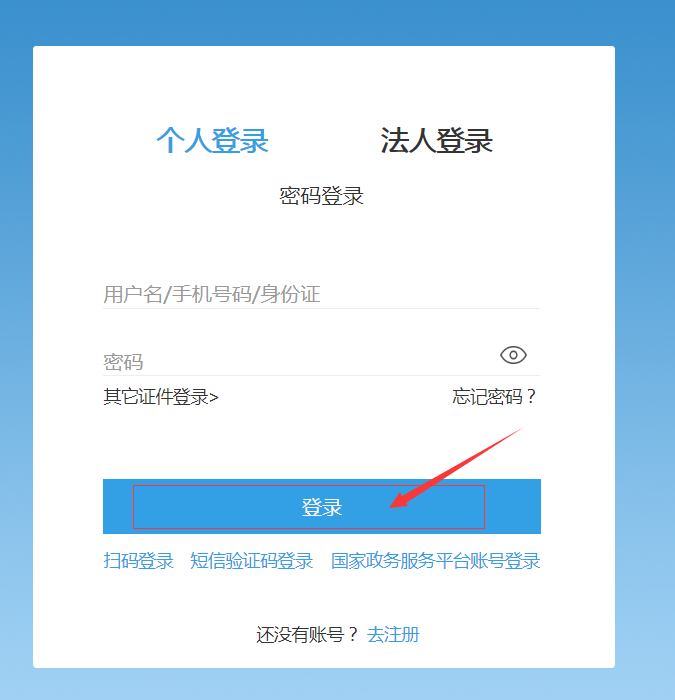 个人登录 法人登录
密码登录
用户名/手机号码/身份证
密码
其它证件登录> 忘记密码？
登录
扫码登录 短信验证码登录 国家政务服务平台账号登录
还没有账号？ 去注册